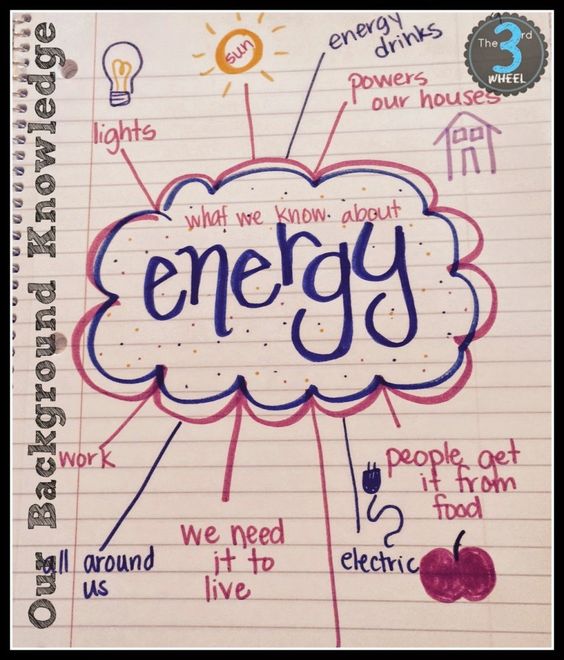 Our Background Knowledge
The 3rd
WHEEL
lights
sun
energy
drinks
powers
our houses
what we know about
energy
work
all around
us
we need
it to
live
electric
people get
it from
food